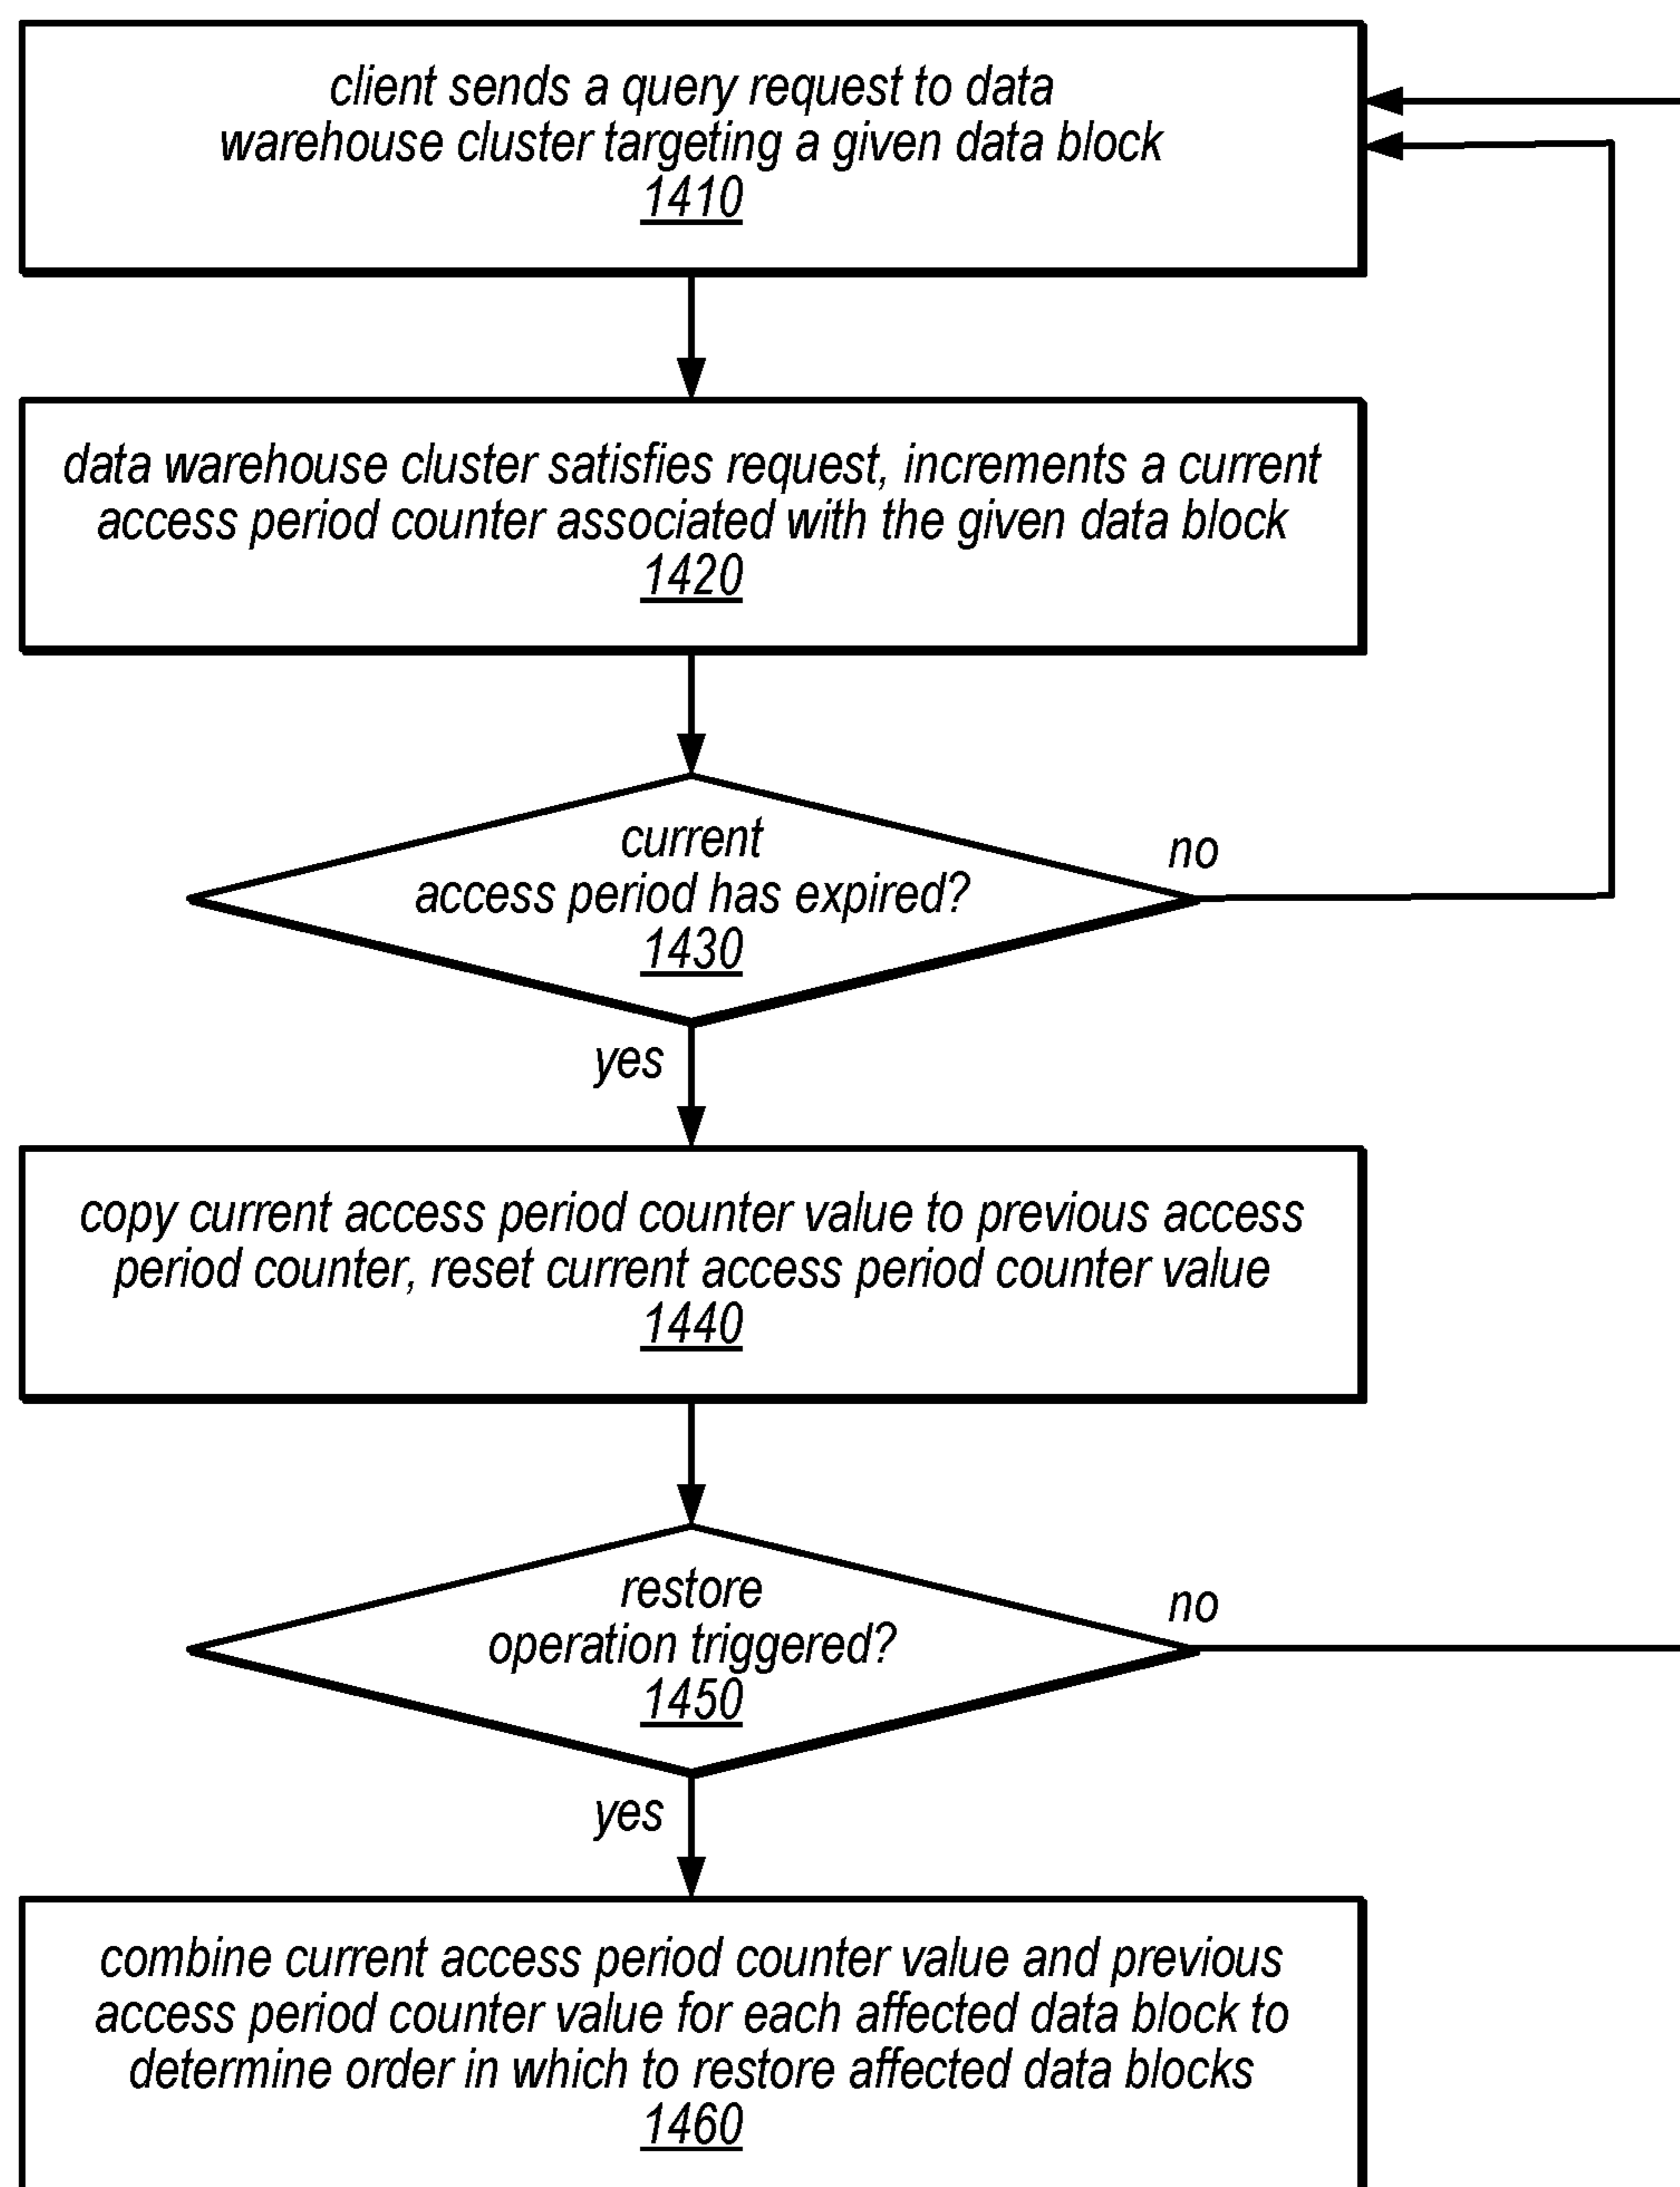 client sends a query request to data
warehouse cluster targeting a given data block
1410
data warehouse cluster satisfies request, increments a current
access period counter associated with the given data block
1420
current
access period has expired?
1430
no
yes
copy current access period counter value to previous access
period counter, reset current access period counter value
1440
restore
operation triggered?
1450
no
yes
combine current access period counter value and previous
access period counter value for each affected data block to
determine order in which to restore affected data blocks
1460